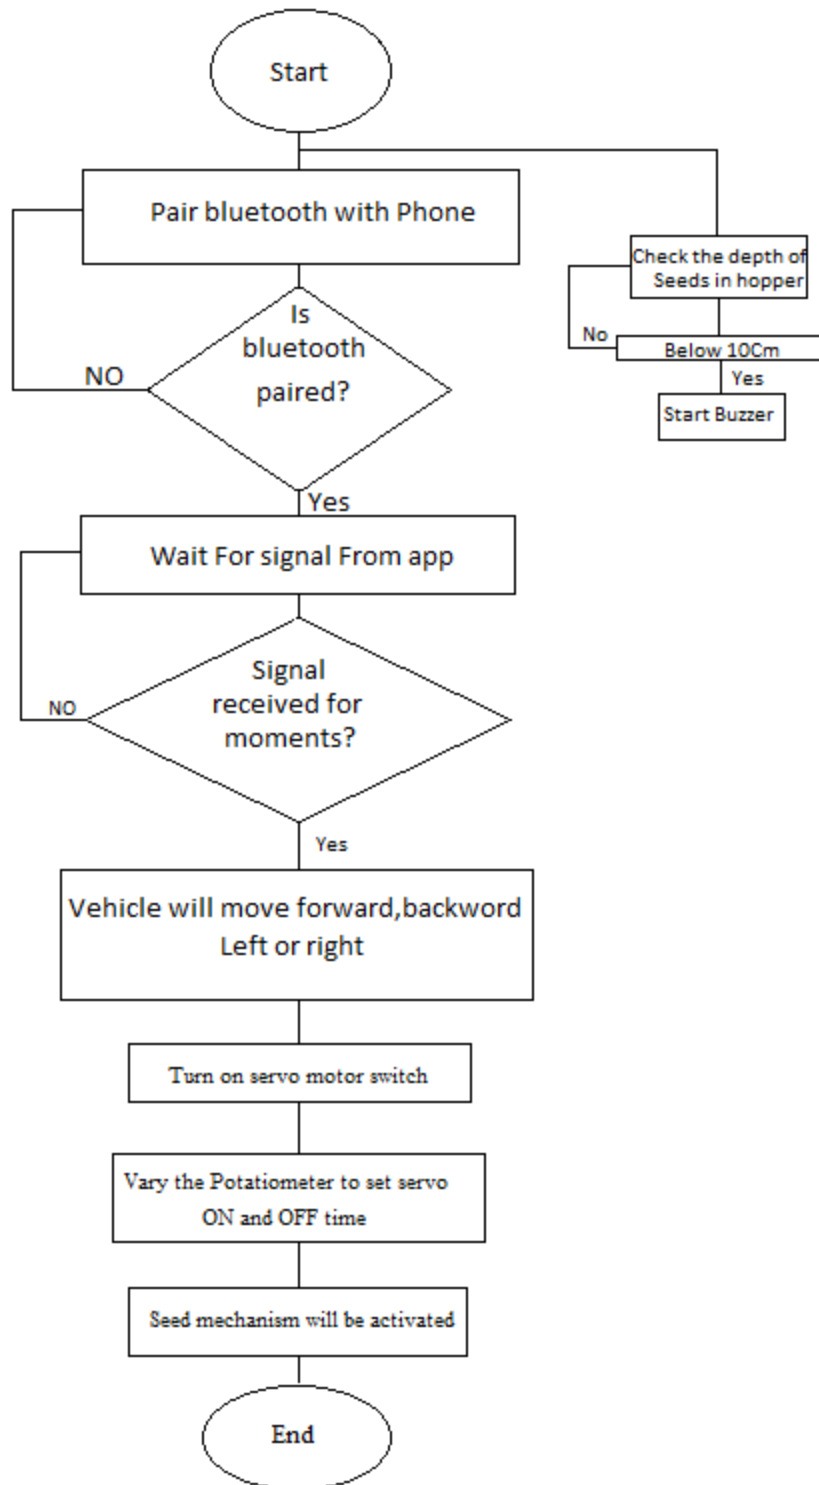 Start
Pair bluetooth with Phone
Is
bluetooth
paired?
NO
Yes
Wait For signal From app
Signal
received for
moments?
NO
Yes
Vehicle will move forward,backword
Left or right
Turn on servo motor switch
Vary the Potatiometer to set servo
ON and OFF time
Seed mechanism will be activated
End
Check the depth of
Seeds in hopper
No
Below 10Cm
Yes
Start Buzzer